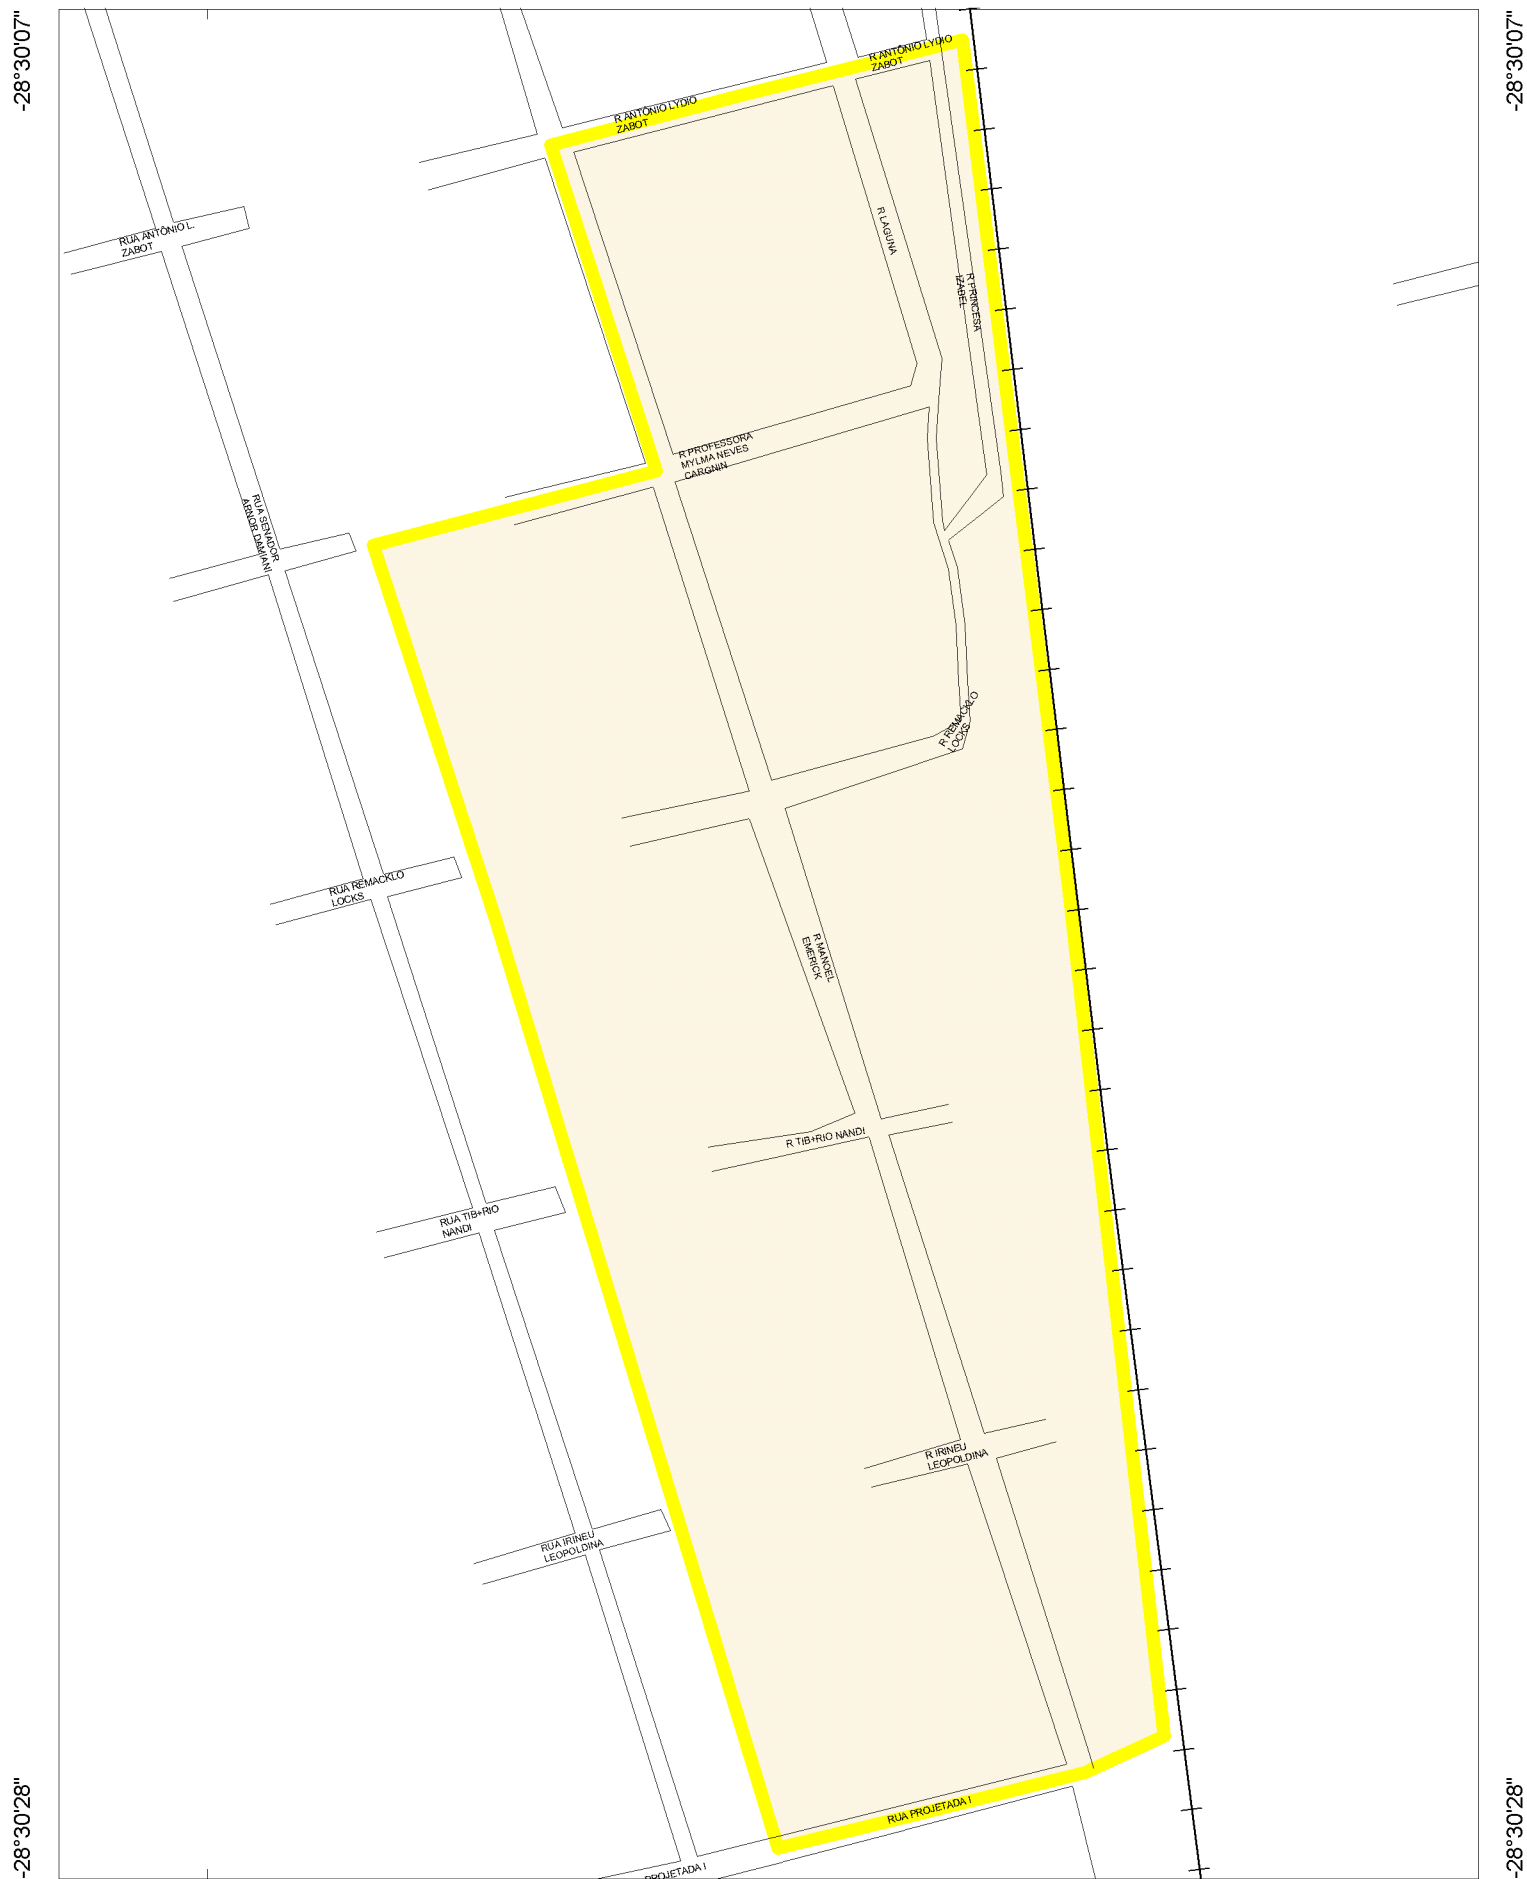 -28°30'07"
-28°30'07"
R ANTÔNIO LYDIO
ZABOT
R ANTÔNIO LYDIO
ZABOT
RUA ANTÔNIO L.
ZABOT
R LAGUNA
R PRINCESA
IZABEL
R PROFESSORA
MYLMA NEVES
CARGNIN
RUA SENADOR
ARNOR DAMIANI
R REMACKLO
LOCKS
RUA REMACKLO
LOCKS
R MANOEL
EMERICK
R TIB+RIO NANDI
RUA TIB+RIO
NANDI
R IRINEU
LEOPOLDINA
RUA IRINEU
LEOPOLDINA
RUA PROJETADA I
PROJETADA I
-28°30'28"
-28°30'28"